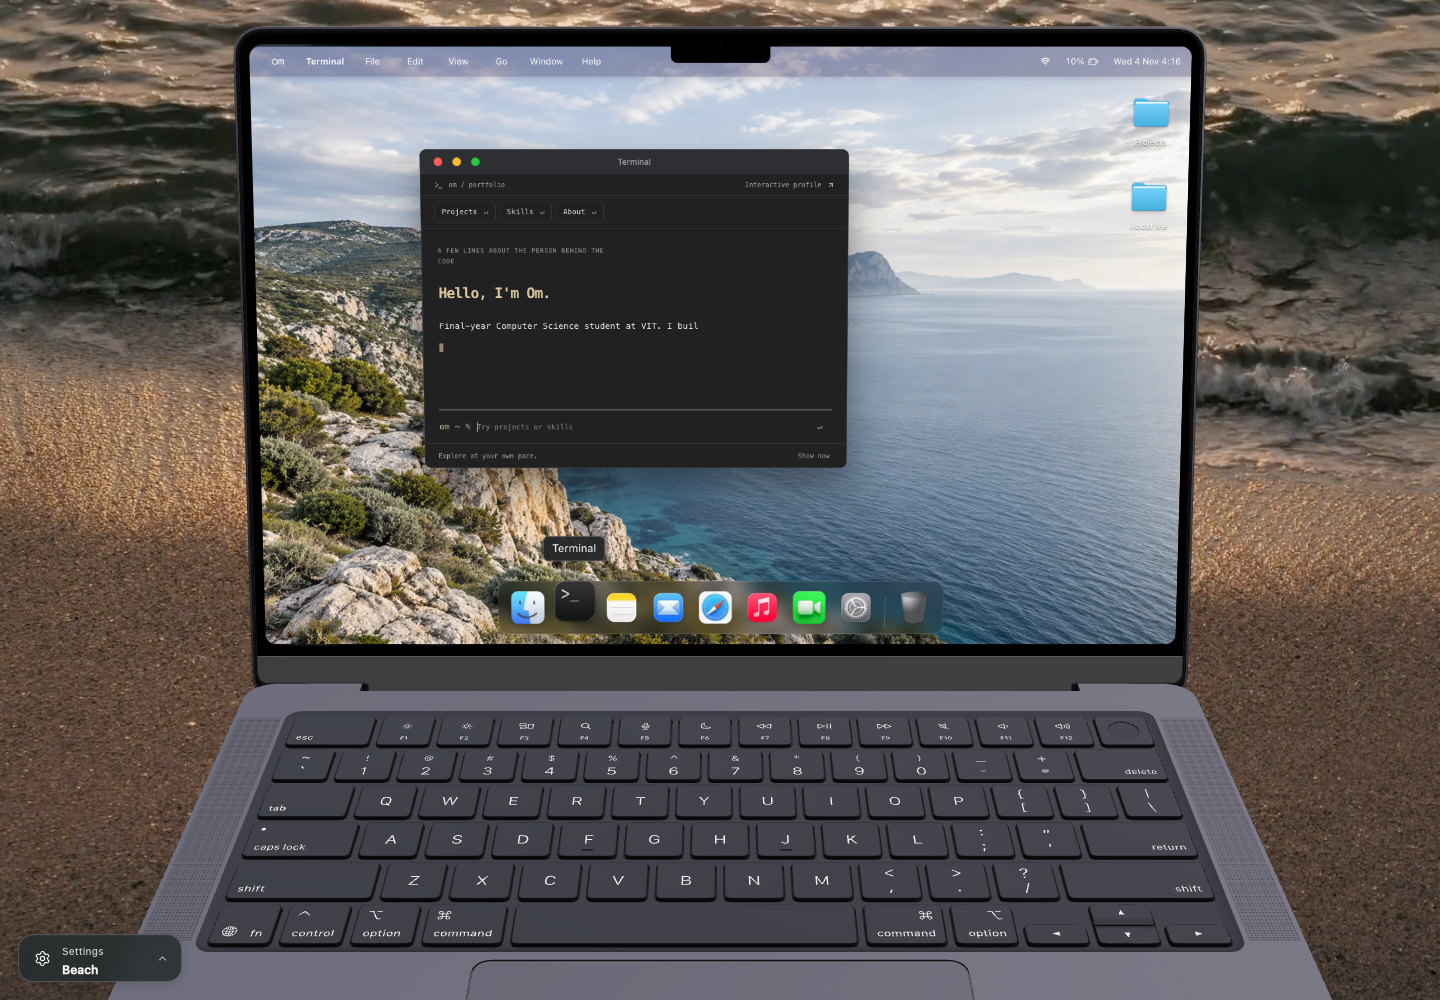 Om Terminal File Edit View Go Window Help 10% Wed 4 Nov 4:16
Projects
About Me
Terminal
>_ om / portfolio Interactive profile ↗
Projects ↵ Skills ↵ About ↵
A FEW LINES ABOUT THE PERSON BEHIND THE
CODE
Hello, I'm Om.
Final-year Computer Science student at VIT. I buil
om ~ % Try projects or skills ↵
Explore at your own pace. Show now
Terminal
>_
esc F1 F2 F3 F4 F5 F6 F7 F8 F9 F10 F11 F12
~ ! @ # $ % ^ & * ( ) _ +
` 1 2 3 4 5 6 7 8 9 0 - = delete
tab Q W E R T Y U I O P { [ } ] | \
caps lock A S D F G H J K L : ; " ' return
shift Z X C V B N M < , > . ? / shift
fn ^ control ⌥ option ⌘ command ⌘ command ⌥ option ◄ ▲ ▼ ►
Settings
Beach